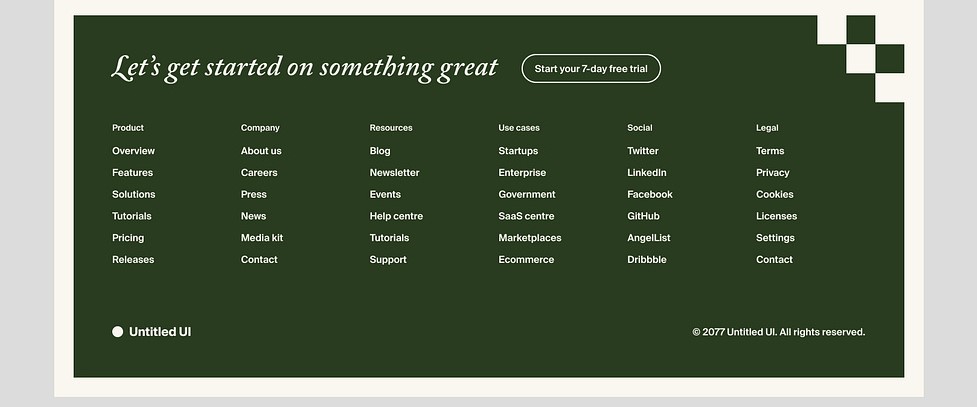 Let's get started on something great
Start your 7-day free trial
Product
Overview
Features
Solutions
Tutorials
Pricing
Releases
Company
About us
Careers
Press
News
Media kit
Contact
Resources
Blog
Newsletter
Events
Help centre
Tutorials
Support
Use cases
Startups
Enterprise
Government
SaaS centre
Marketplaces
Ecommerce
Social
Twitter
LinkedIn
Facebook
GitHub
AngelList
Dribbble
Legal
Terms
Privacy
Cookies
Licenses
Settings
Contact
Untitled UI
© 2077 Untitled UI. All rights reserved.